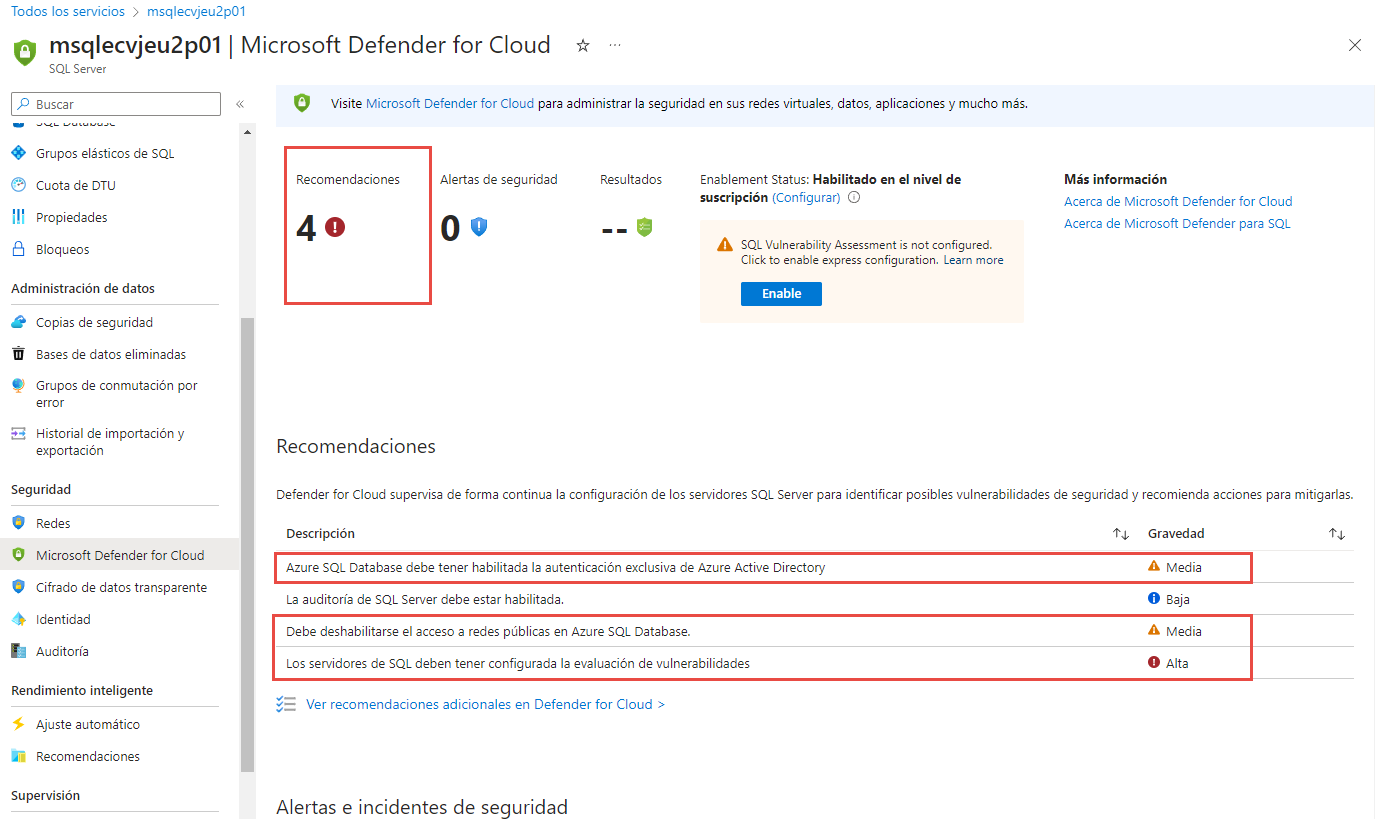 Todos los servicios > msqlecvjeu2p01
msqlecvjeu2p01 | Microsoft Defender for Cloud
SQL Server
Buscar
SQL Database
Grupos elásticos de SQL
Cuota de DTU
Propiedades
Bloqueos
Administración de datos
Copias de seguridad
Bases de datos eliminadas
Grupos de conmutación por
error
Historial de importación y
exportación
Seguridad
Redes
Microsoft Defender for Cloud
Cifrado de datos transparente
Identidad
Auditoría
Rendimiento inteligente
Ajuste automático
Recomendaciones
Supervisión
Visite Microsoft Defender for Cloud para administrar la seguridad en sus redes virtuales, datos, aplicaciones y mucho más.
Recomendaciones
4
Alertas de seguridad
0
Resultados
--
Enablement Status: Habilitado en el nivel de
suscripción (Configurar)
SQL Vulnerability Assessment is not configured.
Click to enable express configuration. Learn more
Enable
Más información
Acerca de Microsoft Defender for Cloud
Acerca de Microsoft Defender para SQL
Recomendaciones
Defender for Cloud supervisa de forma continua la configuración de los servidores SQL Server para identificar posibles vulnerabilidades de seguridad y recomienda acciones para mitigarlas.
Descripción Gravedad
Azure SQL Database debe tener habilitada la autenticación exclusiva de Azure Active Directory Media
La auditoría de SQL Server debe estar habilitada. Baja
Debe deshabilitarse el acceso a redes públicas en Azure SQL Database. Media
Los servidores de SQL deben tener configurada la evaluación de vulnerabilidades Alta
Ver recomendaciones adicionales en Defender for Cloud >
Alertas e incidentes de seguridad